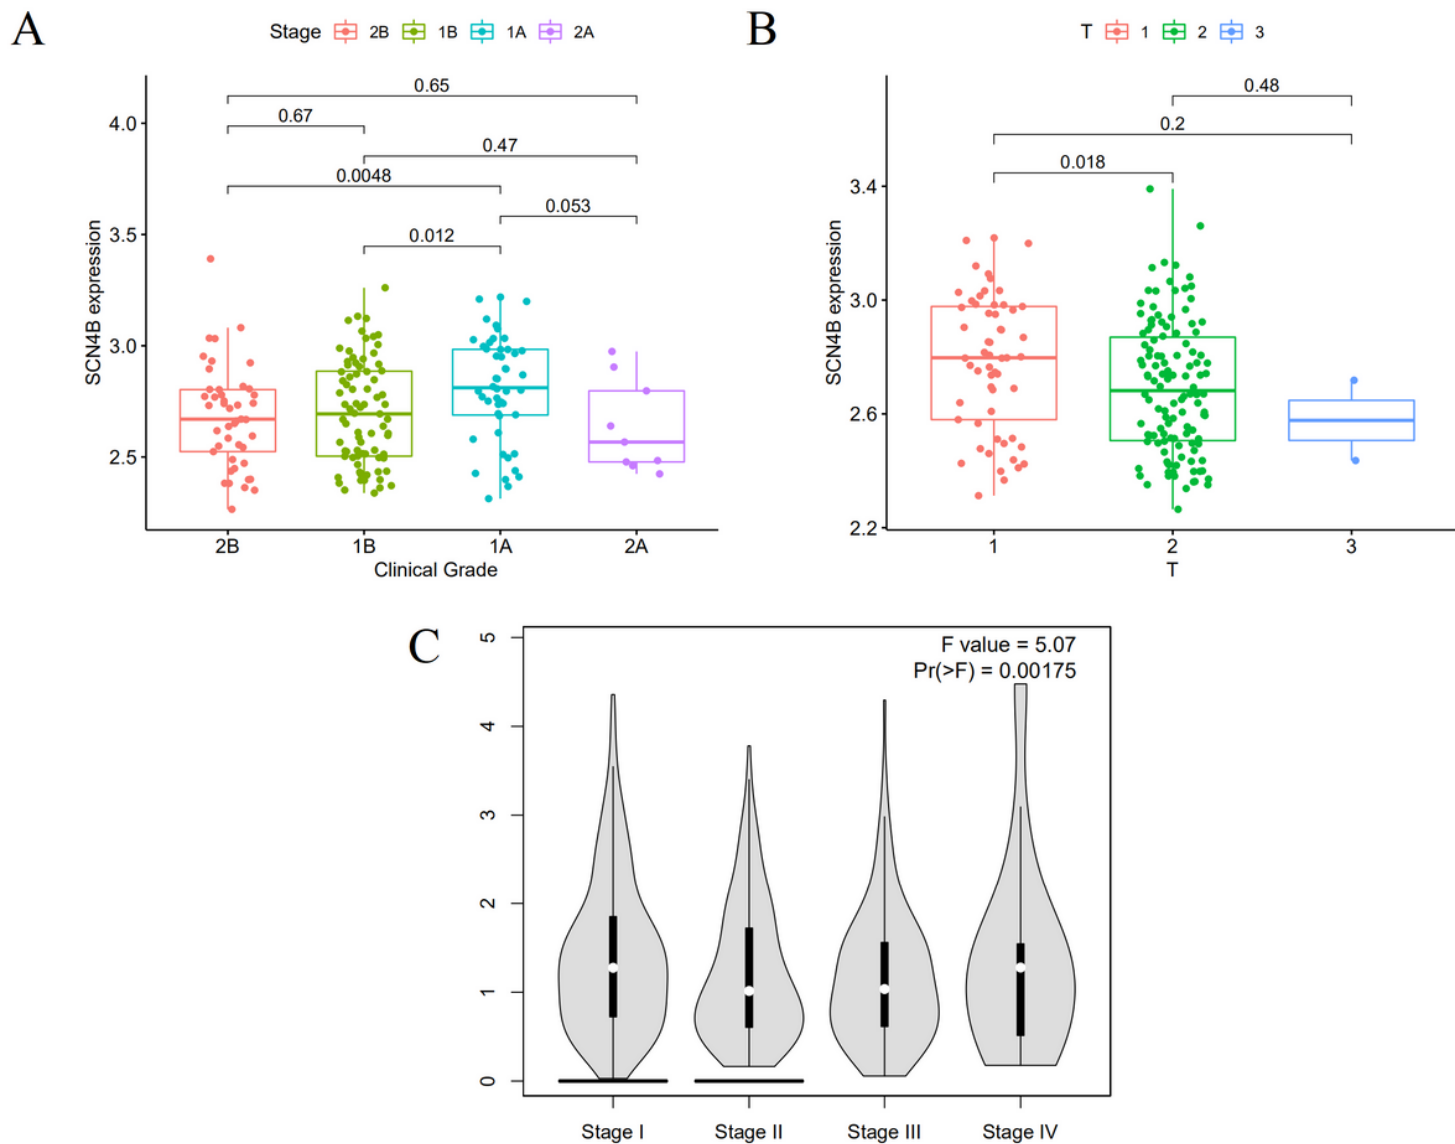 A
Stage 2B 1B 1A 2A
SCN4B expression
4.0
3.5
3.0
2.5
0.65
0.67
0.47
0.0048
0.053
0.012
2B 1B 1A 2A
Clinical Grade
B
T 1 2 3
SCN4B expression
3.4
3.0
2.6
2.2
0.48
0.2
0.018
1 2 3
T
C
F value = 5.07
Pr(>F) = 0.00175
5
4
3
2
1
0
Stage I Stage II Stage III Stage IV